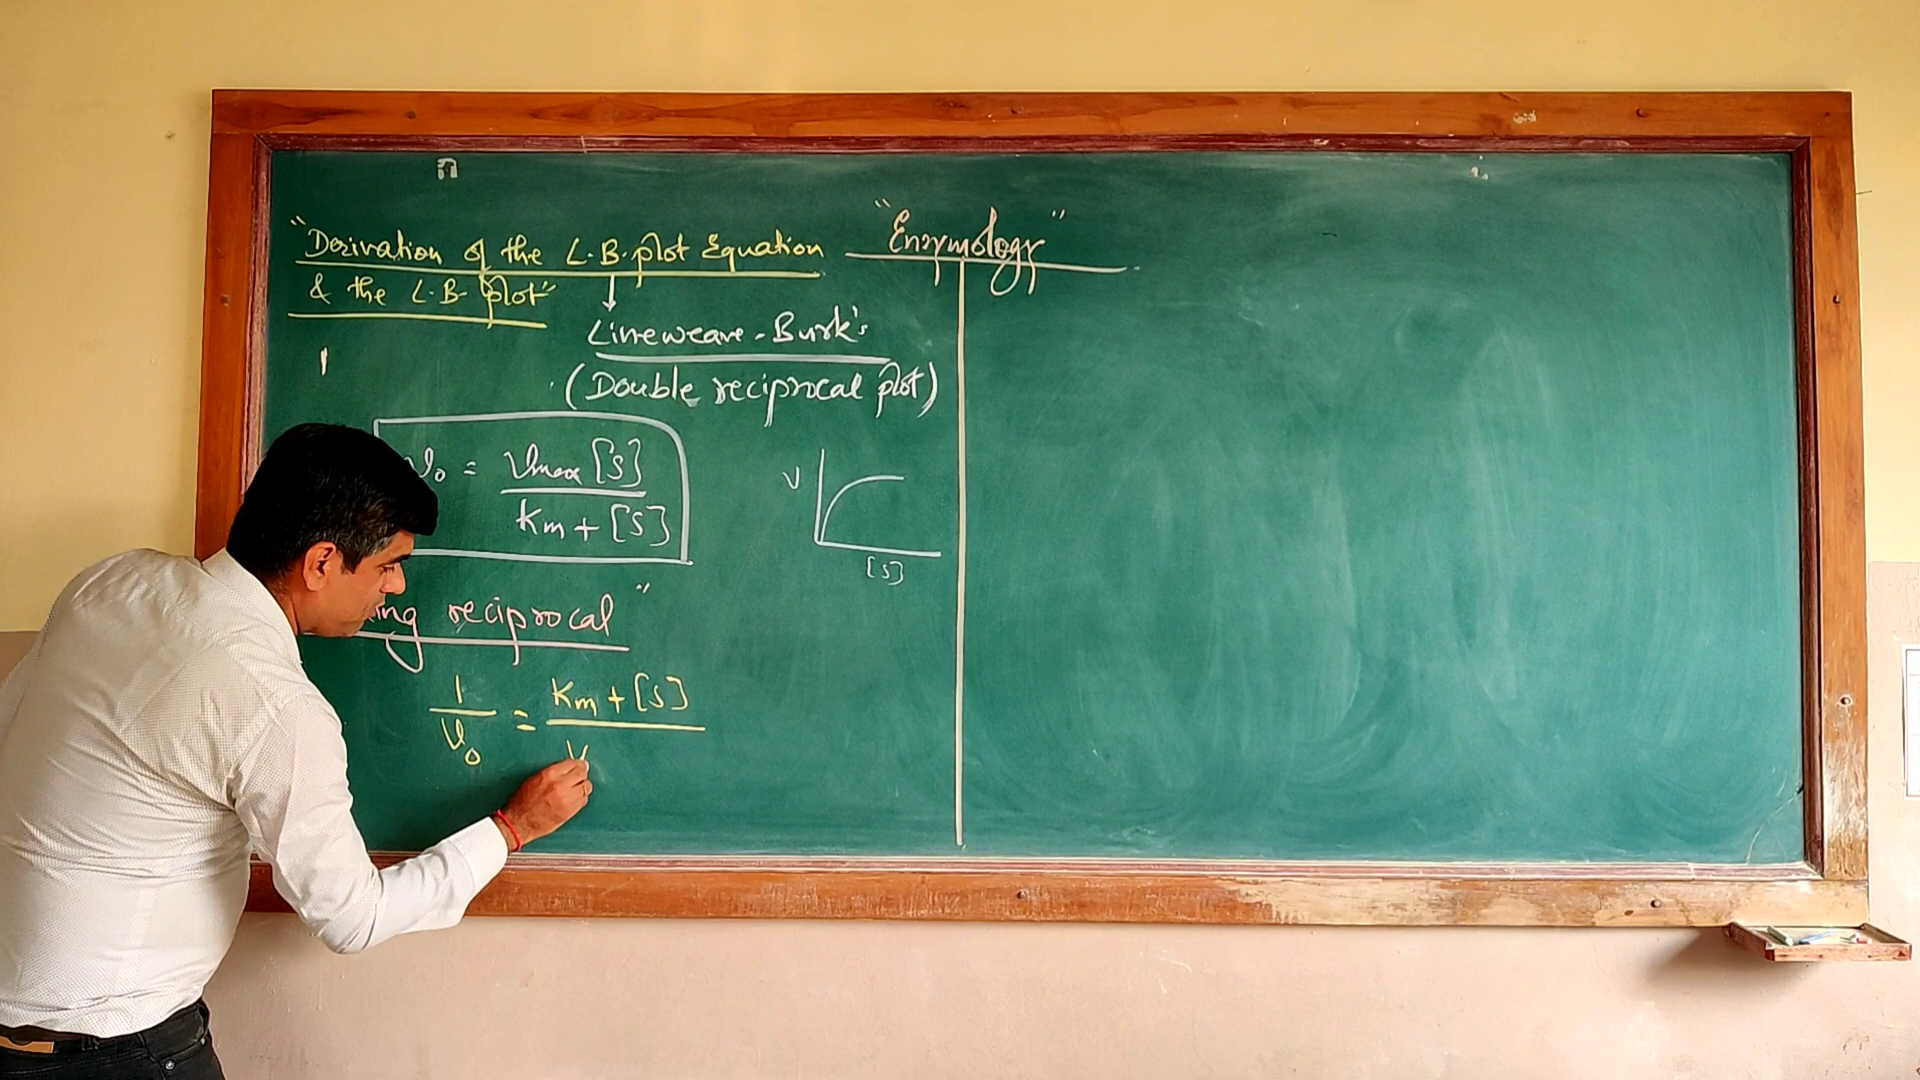 "Enzymology"
"Derivation of the L.B. plot Equation
& the L.B- plot"
Lineweave - Burk's
(Double reciprocal plot)
v₀ = Vmax [S]
Km + [S]
V
[S]
ing reciprocal"
1 = Km + [S]
v₀ V